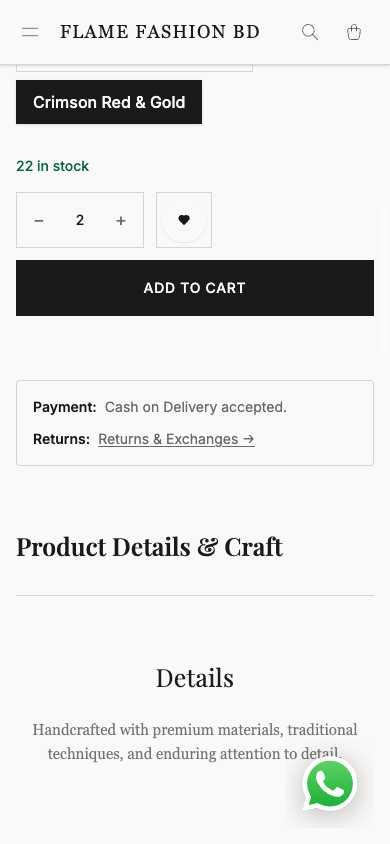 FLAME FASHION BD
Crimson Red & Gold
22 in stock
− 2 +
ADD TO CART
Payment: Cash on Delivery accepted.
Returns: Returns & Exchanges →
Product Details & Craft
Details
Handcrafted with premium materials, traditional
techniques, and enduring attention to detail.